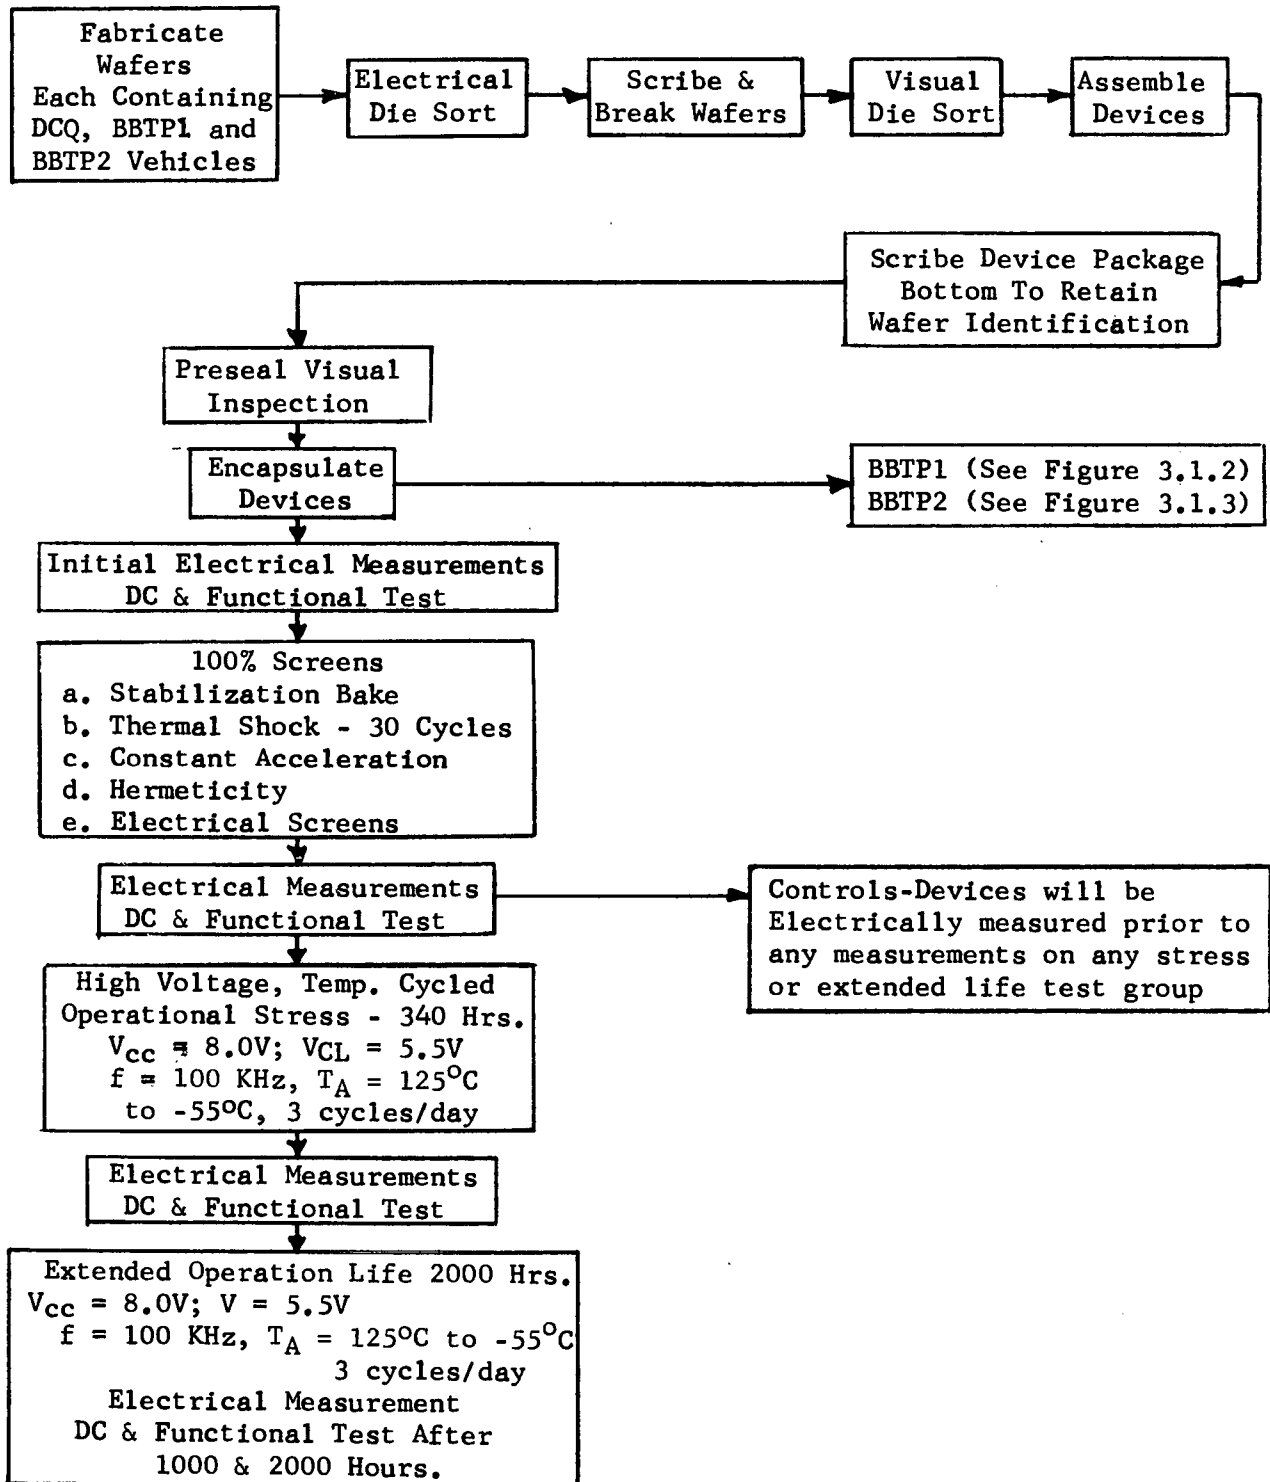 Fabricate
Wafers
Each Containing
DCQ, BBTP1 and
BBTP2 Vehicles
Electrical
Die Sort
Scribe &
Break Wafers
Visual
Die Sort
Assemble
Devices
Scribe Device Package
Bottom To Retain
Wafer Identification
Preseal Visual
Inspection
Encapsulate
Devices
BBTP1 (See Figure 3.1.2)
BBTP2 (See Figure 3.1.3)
Initial Electrical Measurements
DC & Functional Test
100% Screens
a. Stabilization Bake
b. Thermal Shock - 30 Cycles
c. Constant Acceleration
d. Hermeticity
e. Electrical Screens
Electrical Measurements
DC & Functional Test
Controls-Devices will be
Electrically measured prior to
any measurements on any stress
or extended life test group
High Voltage, Temp. Cycled
Operational Stress - 340 Hrs.
Vcc = 8.0V; VCL = 5.5V
f = 100 KHz, TA = 125°C
to -55°C, 3 cycles/day
Electrical Measurements
DC & Functional Test
Extended Operation Life 2000 Hrs.
Vcc = 8.0V; V = 5.5V
f = 100 KHz, TA = 125°C to -55°C
3 cycles/day
Electrical Measurement
DC & Functional Test After
1000 & 2000 Hours.